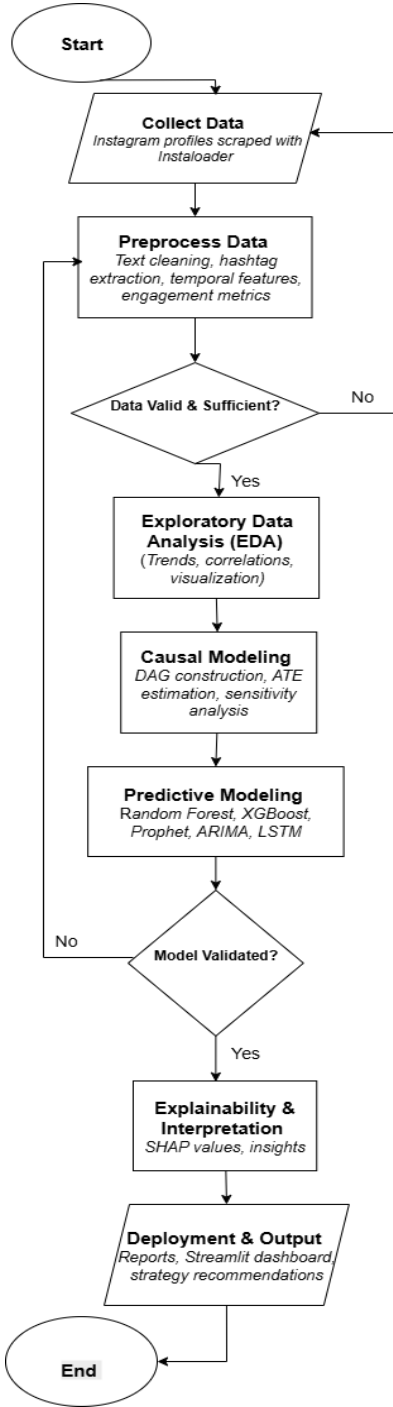 Start
Collect Data
Instagram profiles scraped with
Instaloader
Preprocess Data
Text cleaning, hashtag
extraction, temporal features,
engagement metrics
Data Valid & Sufficient?
No
Yes
Exploratory Data
Analysis (EDA)
(Trends, correlations,
visualization)
Causal Modeling
DAG construction, ATE
estimation, sensitivity
analysis
Predictive Modeling
Random Forest, XGBoost,
Prophet, ARIMA, LSTM
No
Model Validated?
Yes
Explainability &
Interpretation
SHAP values, insights
Deployment & Output
Reports, Streamlit dashboard,
strategy recommendations
End